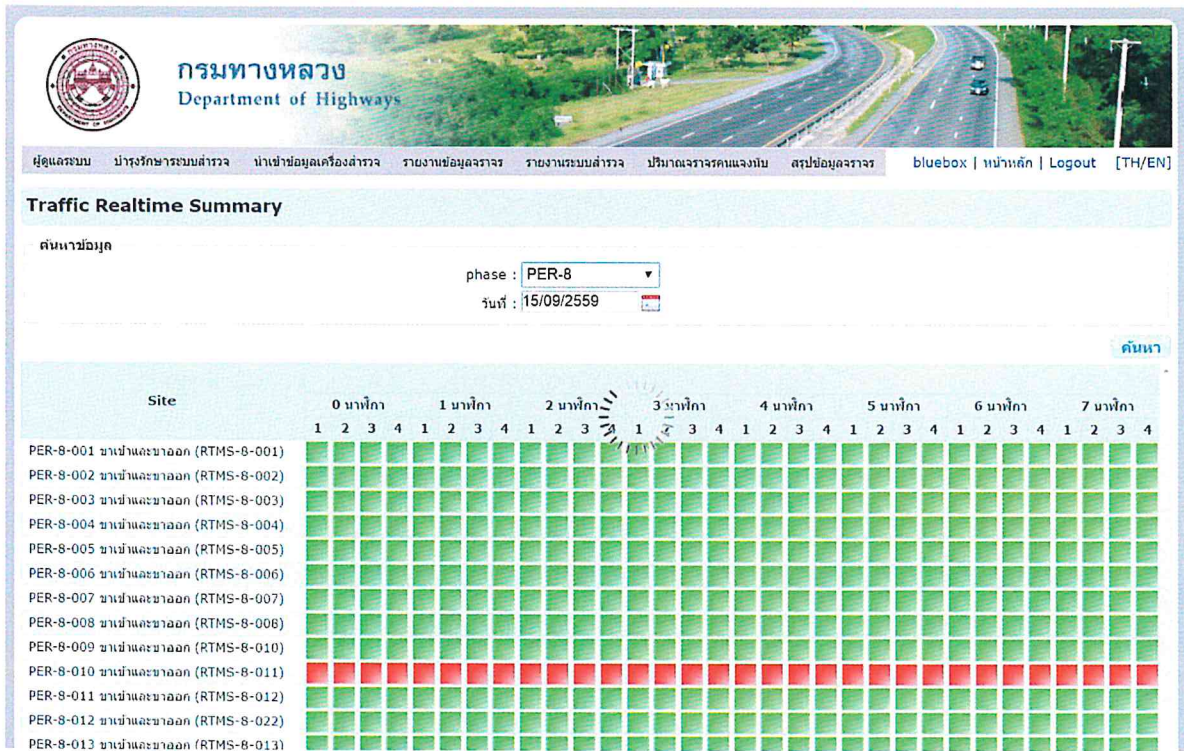 กรมทางหลวง
DEPARTMENT OF HIGHWAYS
กรมทางหลวง
Department of Highways
ผู้ดูแลระบบ บำรุงรักษาระบบสำรวจ นำเข้าข้อมูลเครื่องสำรวจ รายงานข้อมูลจราจร รายงานระบบสำรวจ ปริมาณจราจรคนแจงนับ สรุปข้อมูลจราจร bluebox | หน้าหลัก | Logout [TH/EN]
Traffic Realtime Summary
ค้นหาข้อมูล
phase : PER-8
วันที่ : 15/09/2559
ค้นหา
Site 0 นาฬิกา 1 นาฬิกา 2 นาฬิกา 3 นาฬิกา 4 นาฬิกา 5 นาฬิกา 6 นาฬิกา 7 นาฬิกา
1 2 3 4 1 2 3 4 1 2 3 1 2 3 4 1 2 3 4 1 2 3 4 1 2 3 4 1 2 3 4
PER-8-001 ขาเข้าและขาออก (RTMS-8-001)
PER-8-002 ขาเข้าและขาออก (RTMS-8-002)
PER-8-003 ขาเข้าและขาออก (RTMS-8-003)
PER-8-004 ขาเข้าและขาออก (RTMS-8-004)
PER-8-005 ขาเข้าและขาออก (RTMS-8-005)
PER-8-006 ขาเข้าและขาออก (RTMS-8-006)
PER-8-007 ขาเข้าและขาออก (RTMS-8-007)
PER-8-008 ขาเข้าและขาออก (RTMS-8-008)
PER-8-009 ขาเข้าและขาออก (RTMS-8-010)
PER-8-010 ขาเข้าและขาออก (RTMS-8-011)
PER-8-011 ขาเข้าและขาออก (RTMS-8-012)
PER-8-012 ขาเข้าและขาออก (RTMS-8-022)
PER-8-013 ขาเข้าและขาออก (RTMS-8-013)